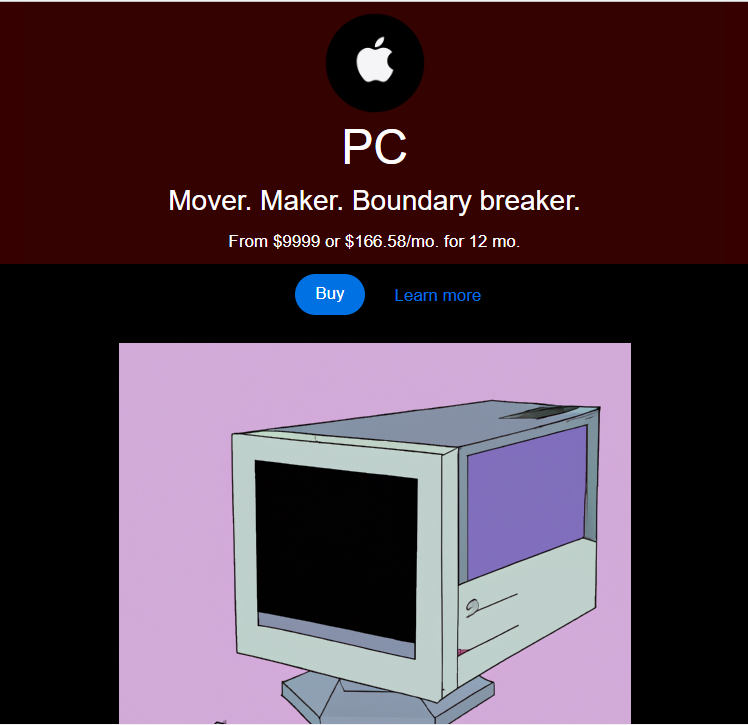 PC
Mover. Maker. Boundary breaker.
From $9999 or $166.58/mo. for 12 mo.
Buy
Learn more